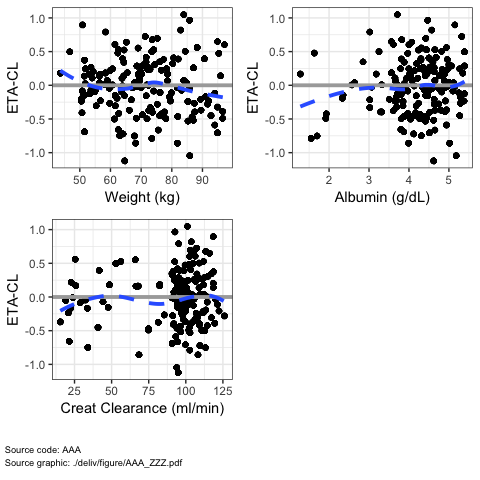 1.0
0.5
0.0
-0.5
-1.0
ETA-CL
50 60 70 80 90
Weight (kg)
1.0
0.5
0.0
-0.5
-1.0
ETA-CL
2 3 4 5
Albumin (g/dL)
1.0
0.5
0.0
-0.5
-1.0
ETA-CL
25 50 75 100 125
Creat Clearance (ml/min)
Source code: AAA
Source graphic: ./deliv/figure/AAA_ZZZ.pdf